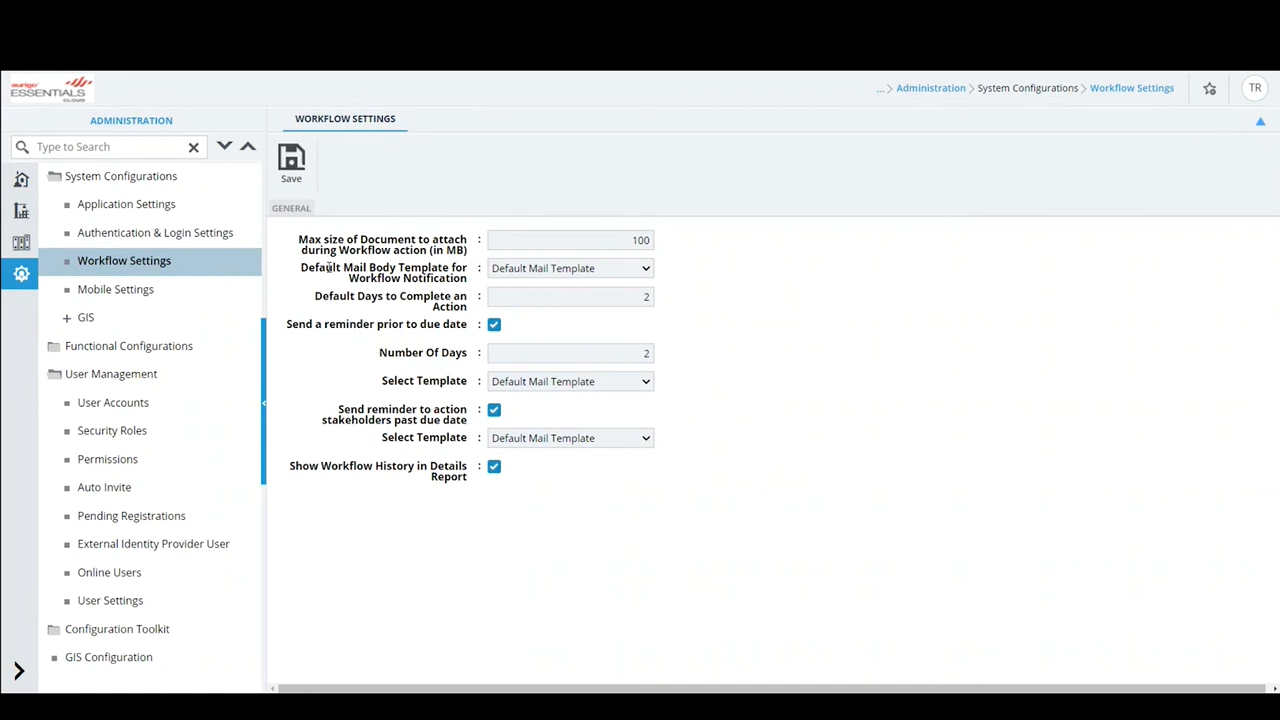 aurigo
ESSENTIALS
CLOUD
... > Administration > System Configurations > Workflow Settings
TR
ADMINISTRATION
WORKFLOW SETTINGS
Type to Search
Save
GENERAL
System Configurations
Application Settings
Authentication & Login Settings
Workflow Settings
Mobile Settings
GIS
Functional Configurations
User Management
User Accounts
Security Roles
Permissions
Auto Invite
Pending Registrations
External Identity Provider User
Online Users
User Settings
Configuration Toolkit
GIS Configuration
Max size of Document to attach
during Workflow action (in MB) : 100
Default Mail Body Template for
Workflow Notification : Default Mail Template
Default Days to Complete an
Action : 2
Send a reminder prior to due date :
Number Of Days : 2
Select Template : Default Mail Template
Send reminder to action
stakeholders past due date :
Select Template : Default Mail Template
Show Workflow History in Details
Report :